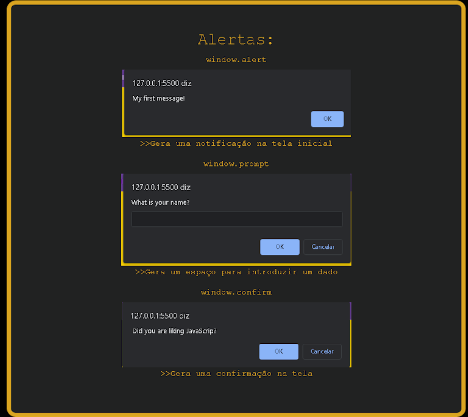 Alertas:
window.alert
127.0.0.1:5500 diz
My first message!
OK
>>Gera uma notificação na tela inicial
window.prompt
127.0.0.1:5500 diz
What is your name?
OK Cancelar
>>Gera um espaço para introduzir um dado
window.confirm
127.0.0.1:5500 diz
Did you are liking JavaScript?
OK Cancelar
>>Gera uma confirmação na tela